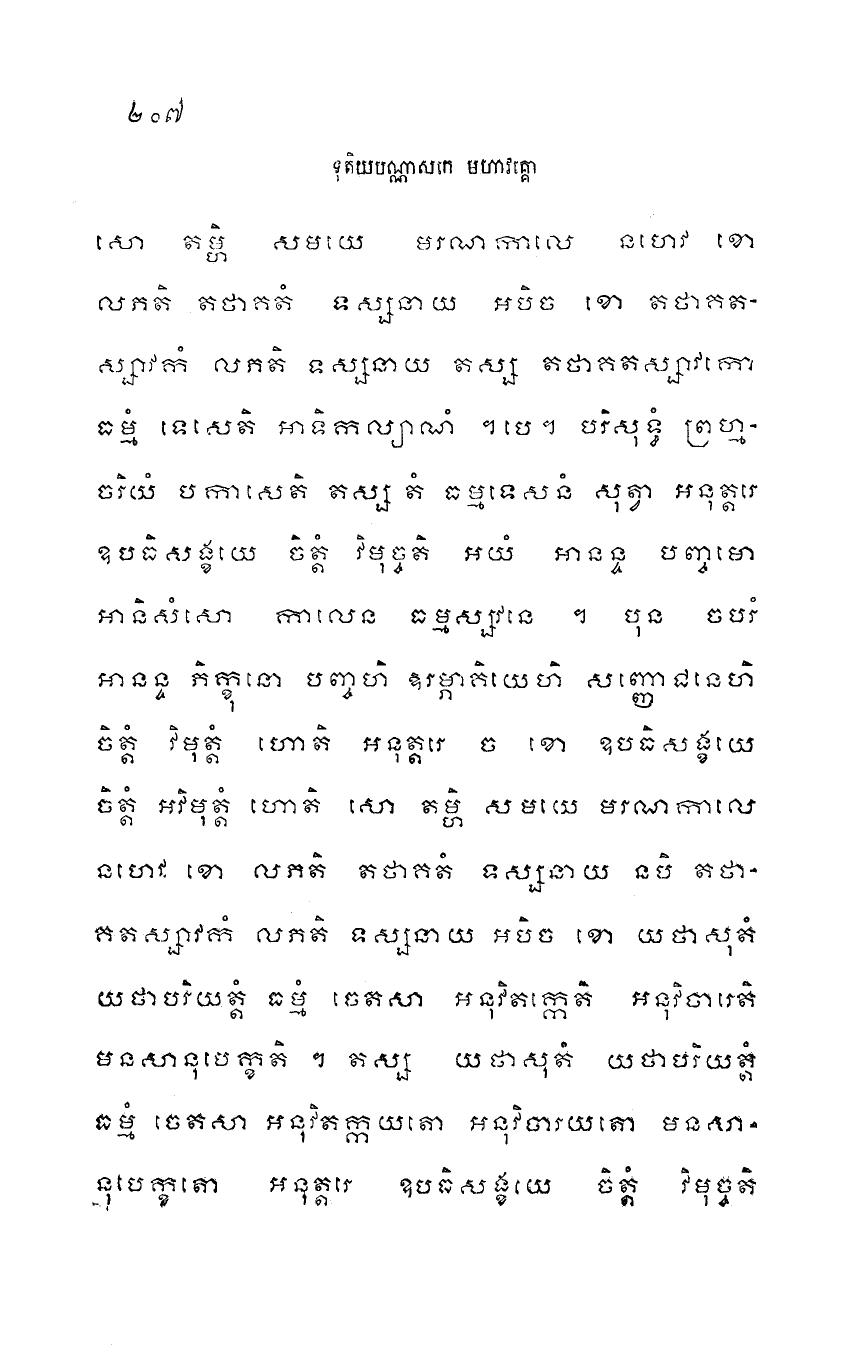 ២០៧
ទុតិយបណ្ណាសកេ មហាវគ្គោ
សោ តម្ហិ សមយេ មរណកាលេ នហេវ ខោ
លភតិ តថាគតំ ទស្សនាយ អបិច ខោ តថាគត-
ស្សាវកំ លភតិ ទស្សនាយ តស្ស តថាគតស្សាវកោ
ធម្មំ ទេសេតិ អាទិកល្យាណំ ។បេ។ បរិសុទ្ធំ ព្រហ្ម-
ចរិយំ បកាសេតិ តស្ស តំ ធម្មទេសនំ សុត្វា អនុត្តរេ
ឧបធិសង្ខយេ ចិត្តំ វិមុច្ចតិ អយំ អានន្ទ បញ្ចមោ
អានិសំសោ កាលេន ធម្មស្សវនេ ។ បុន ចបរំ
អានន្ទ ភិក្ខុនោ បញ្ចហិ ឱរម្ភាគិយេហិ សញ្ញោជនេហិ
ចិត្តំ វិមុត្តំ ហោតិ អនុត្តរេ ច ខោ ឧបធិសង្ខយេ
ចិត្តំ អវិមុត្តំ ហោតិ សោ តម្ហិ សមយេ មរណកាលេ
នហេវ ខោ លភតិ តថាគតំ ទស្សនាយ នបិ តថា-
គតស្សាវកំ លភតិ ទស្សនាយ អបិច ខោ យថាសុតំ
យថាបរិយត្តំ ធម្មំ ចេតសា អនុវិតក្កេតិ អនុវិចារេតិ
មនសានុបេក្ខតិ ។ តស្ស យថាសុតំ យថាបរិយត្តំ
ធម្មំ ចេតសា អនុវិតក្កយតោ អនុវិចារយតោ មនសា-
នុបេក្ខតោ អនុត្តរេ ឧបធិសង្ខយេ ចិត្តំ វិមុច្ចតិ